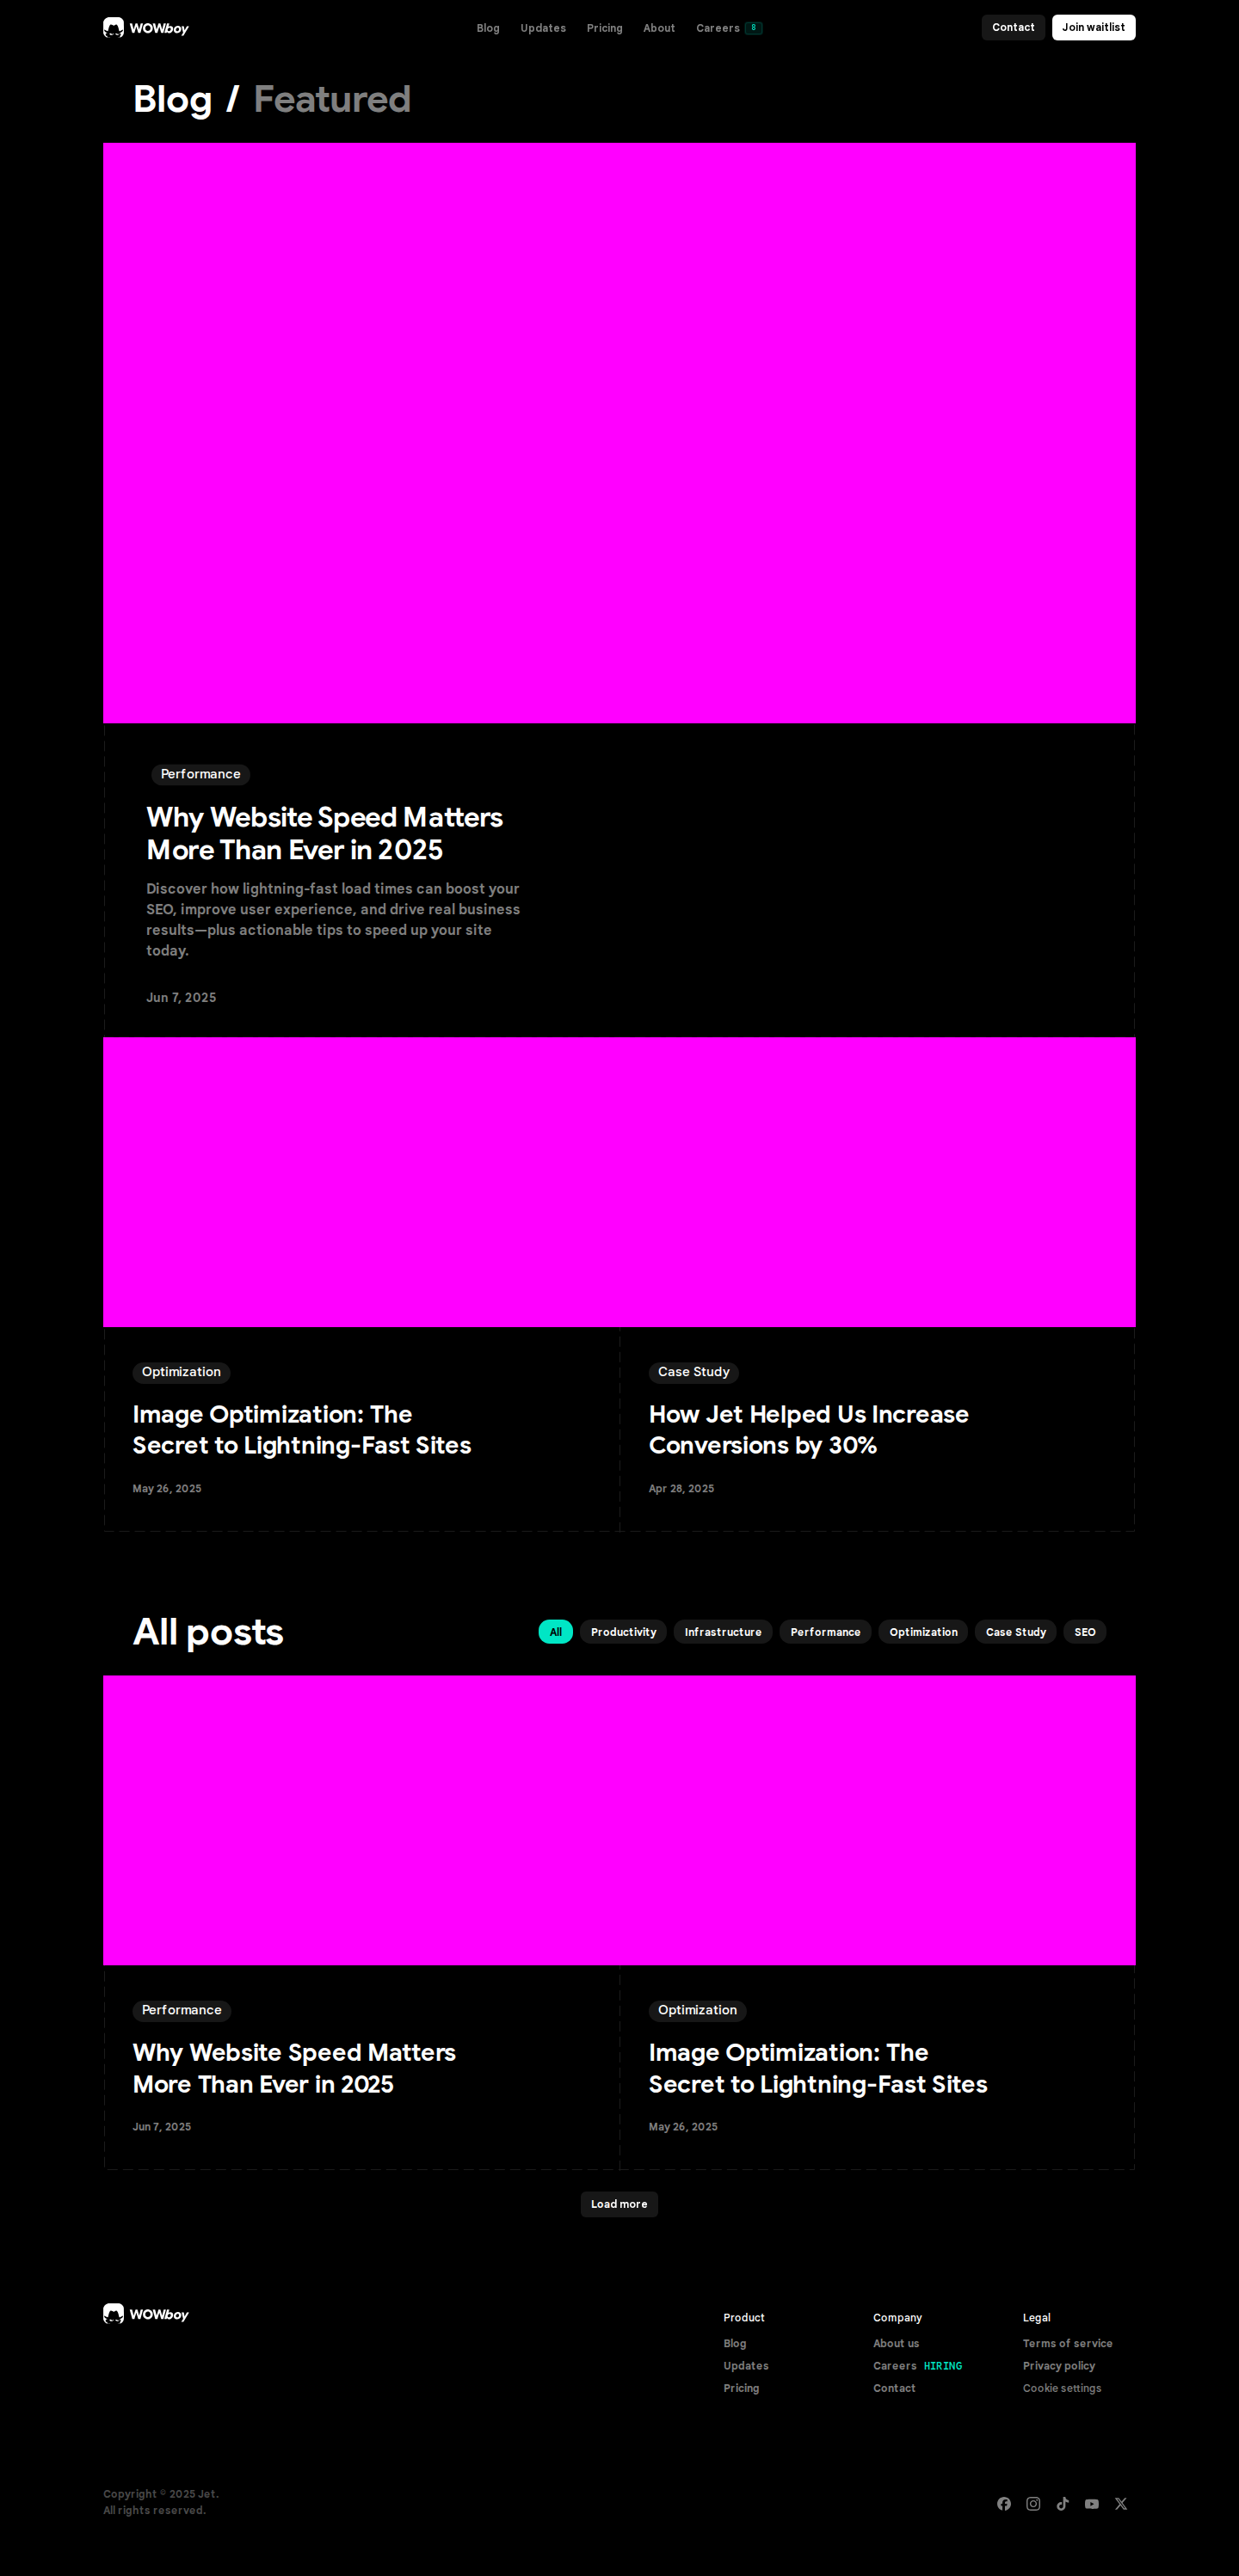 WOWboy
Blog Updates Pricing About Careers 8
Contact Join waitlist
Blog / Featured
Performance
Why Website Speed Matters
More Than Ever in 2025
Discover how lightning-fast load times can boost your
SEO, improve user experience, and drive real business
results—plus actionable tips to speed up your site
today.
Jun 7, 2025
Optimization
Image Optimization: The
Secret to Lightning-Fast Sites
May 26, 2025
Case Study
How Jet Helped Us Increase
Conversions by 30%
Apr 28, 2025
All posts
All Productivity Infrastructure Performance Optimization Case Study SEO
Performance
Why Website Speed Matters
More Than Ever in 2025
Jun 7, 2025
Optimization
Image Optimization: The
Secret to Lightning-Fast Sites
May 26, 2025
Load more
WOWboy
Product
Blog
Updates
Pricing
Company
About us
Careers HIRING
Contact
Legal
Terms of service
Privacy policy
Cookie settings
Copyright © 2025 Jet.
All rights reserved.